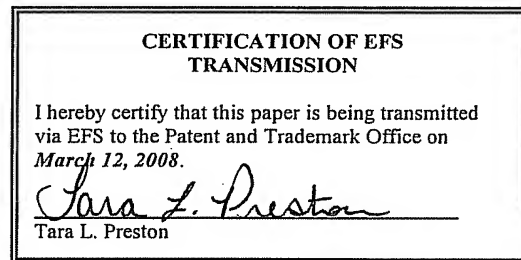 CERTIFICATION OF EFS
TRANSMISSION
I hereby certify that this paper is being transmitted
via EFS to the Patent and Trademark Office on
March 12, 2008.
Tara L. Preston
Tara L. Preston